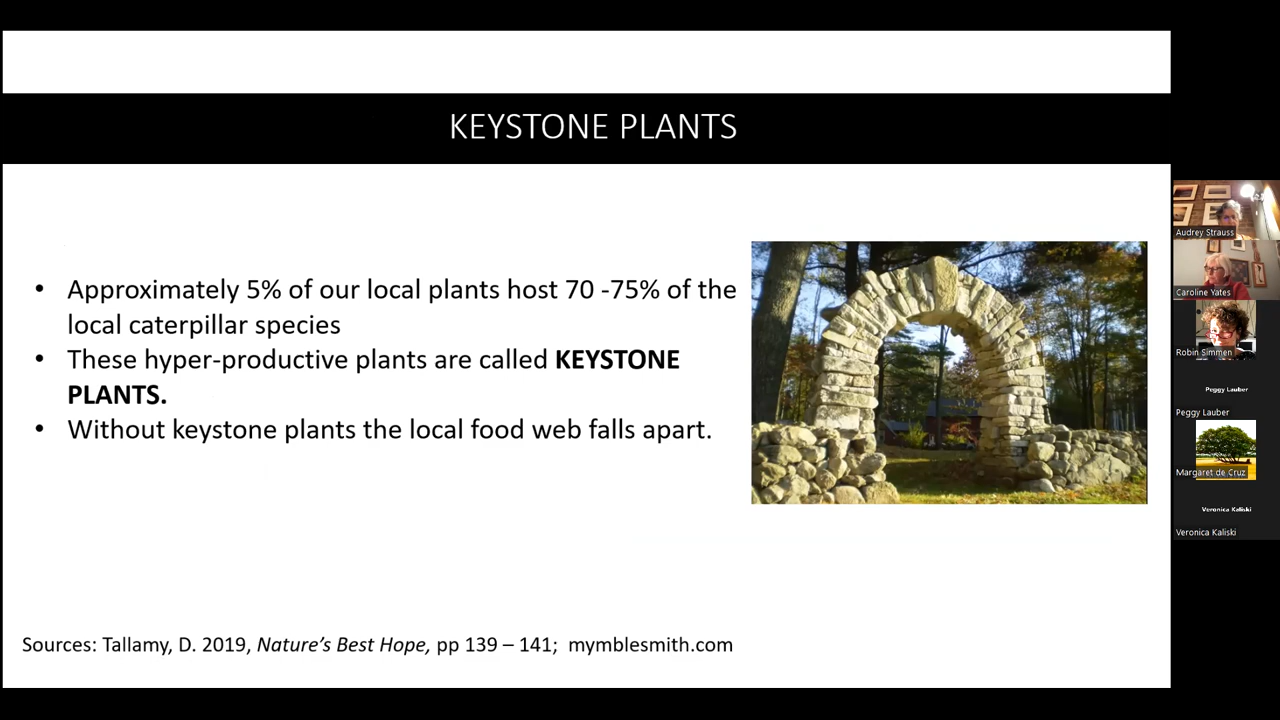 KEYSTONE PLANTS
• Approximately 5% of our local plants host 70 -75% of the
local caterpillar species
• These hyper-productive plants are called KEYSTONE
PLANTS.
• Without keystone plants the local food web falls apart.
Sources: Tallamy, D. 2019, Nature’s Best Hope, pp 139 – 141; mymblesmith.com
Audrey Strauss
Caroline Yates
Robin Simmen
Peggy Lauber
Peggy Lauber
Margaret de Cruz
Veronica Kaliski
Veronica Kaliski